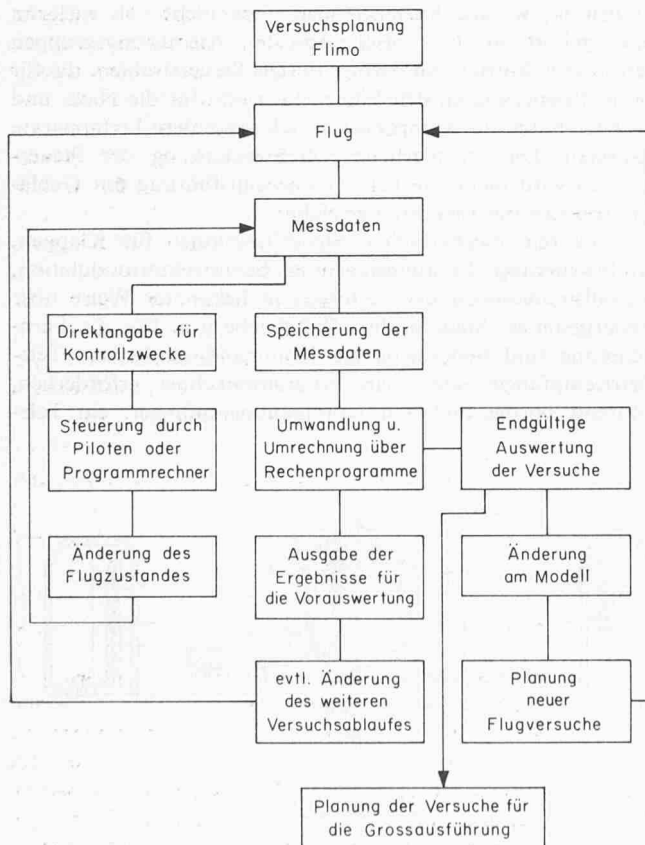 Versuchsplanung
Flimo
Flug
Messdaten
Direktangabe für
Kontrollzwecke
Speicherung der
Messdaten
Steuerung durch
Piloten oder
Programmrechner
Umwandlung u.
Umrechnung über
Rechenprogramme
Endgültige
Auswertung
der Versuche
Änderung des
Flugzustandes
Ausgabe der
Ergebnisse für
die Vorauswertung
Änderung
am Modell
evtl. Änderung
des weiteren
Versuchsablaufes
Planung
neuer
Flugversuche
Planung der Versuche für
die Grossausführung